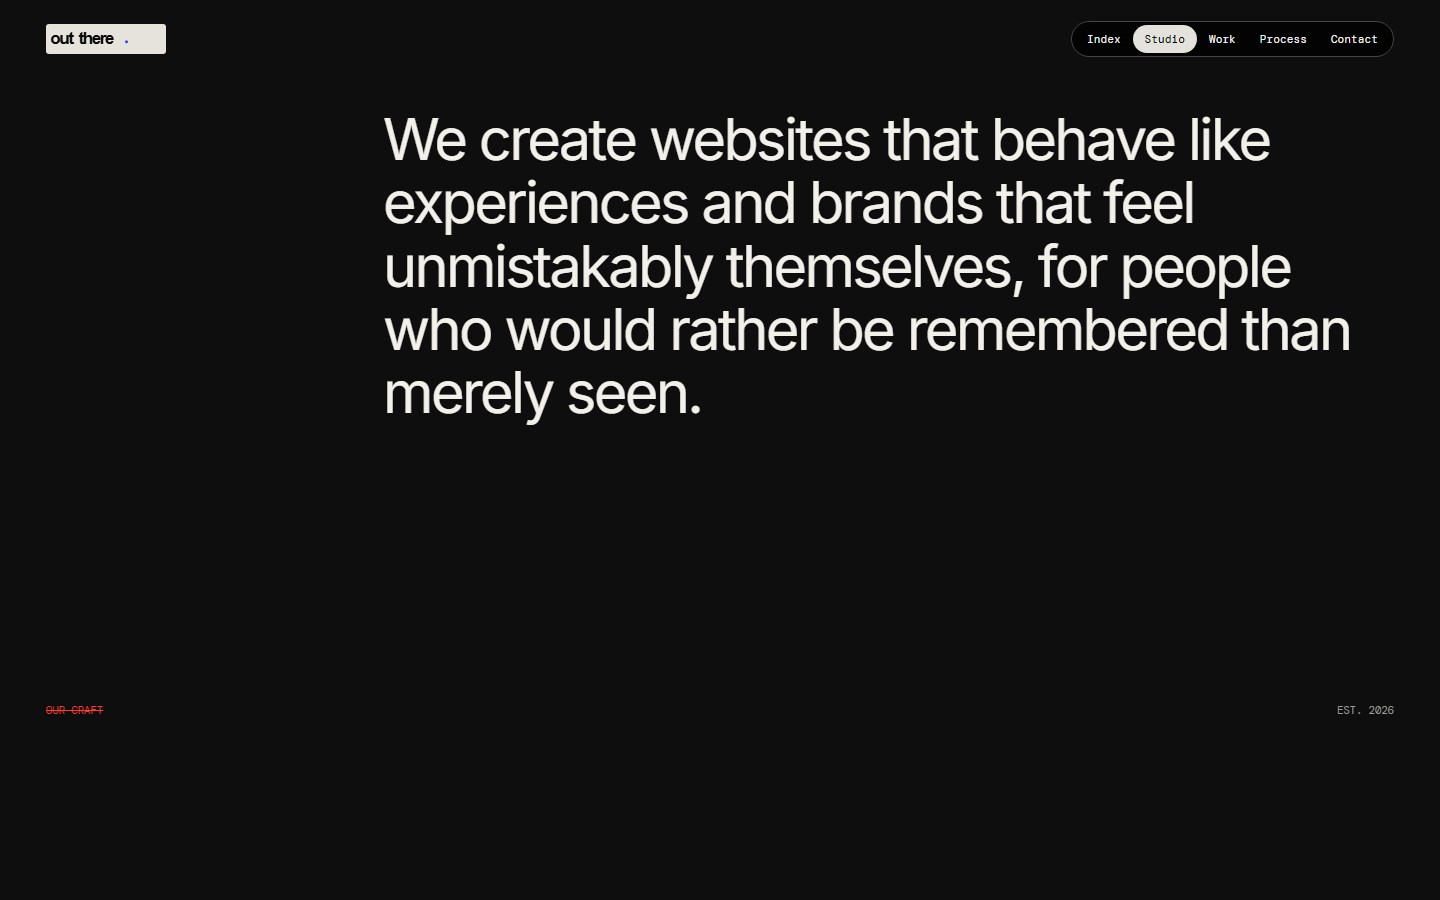 out there .
Index Studio Work Process Contact
We create websites that behave like
experiences and brands that feel
unmistakably themselves, for people
who would rather be remembered than
merely seen.
OUR CRAFT
EST. 2026